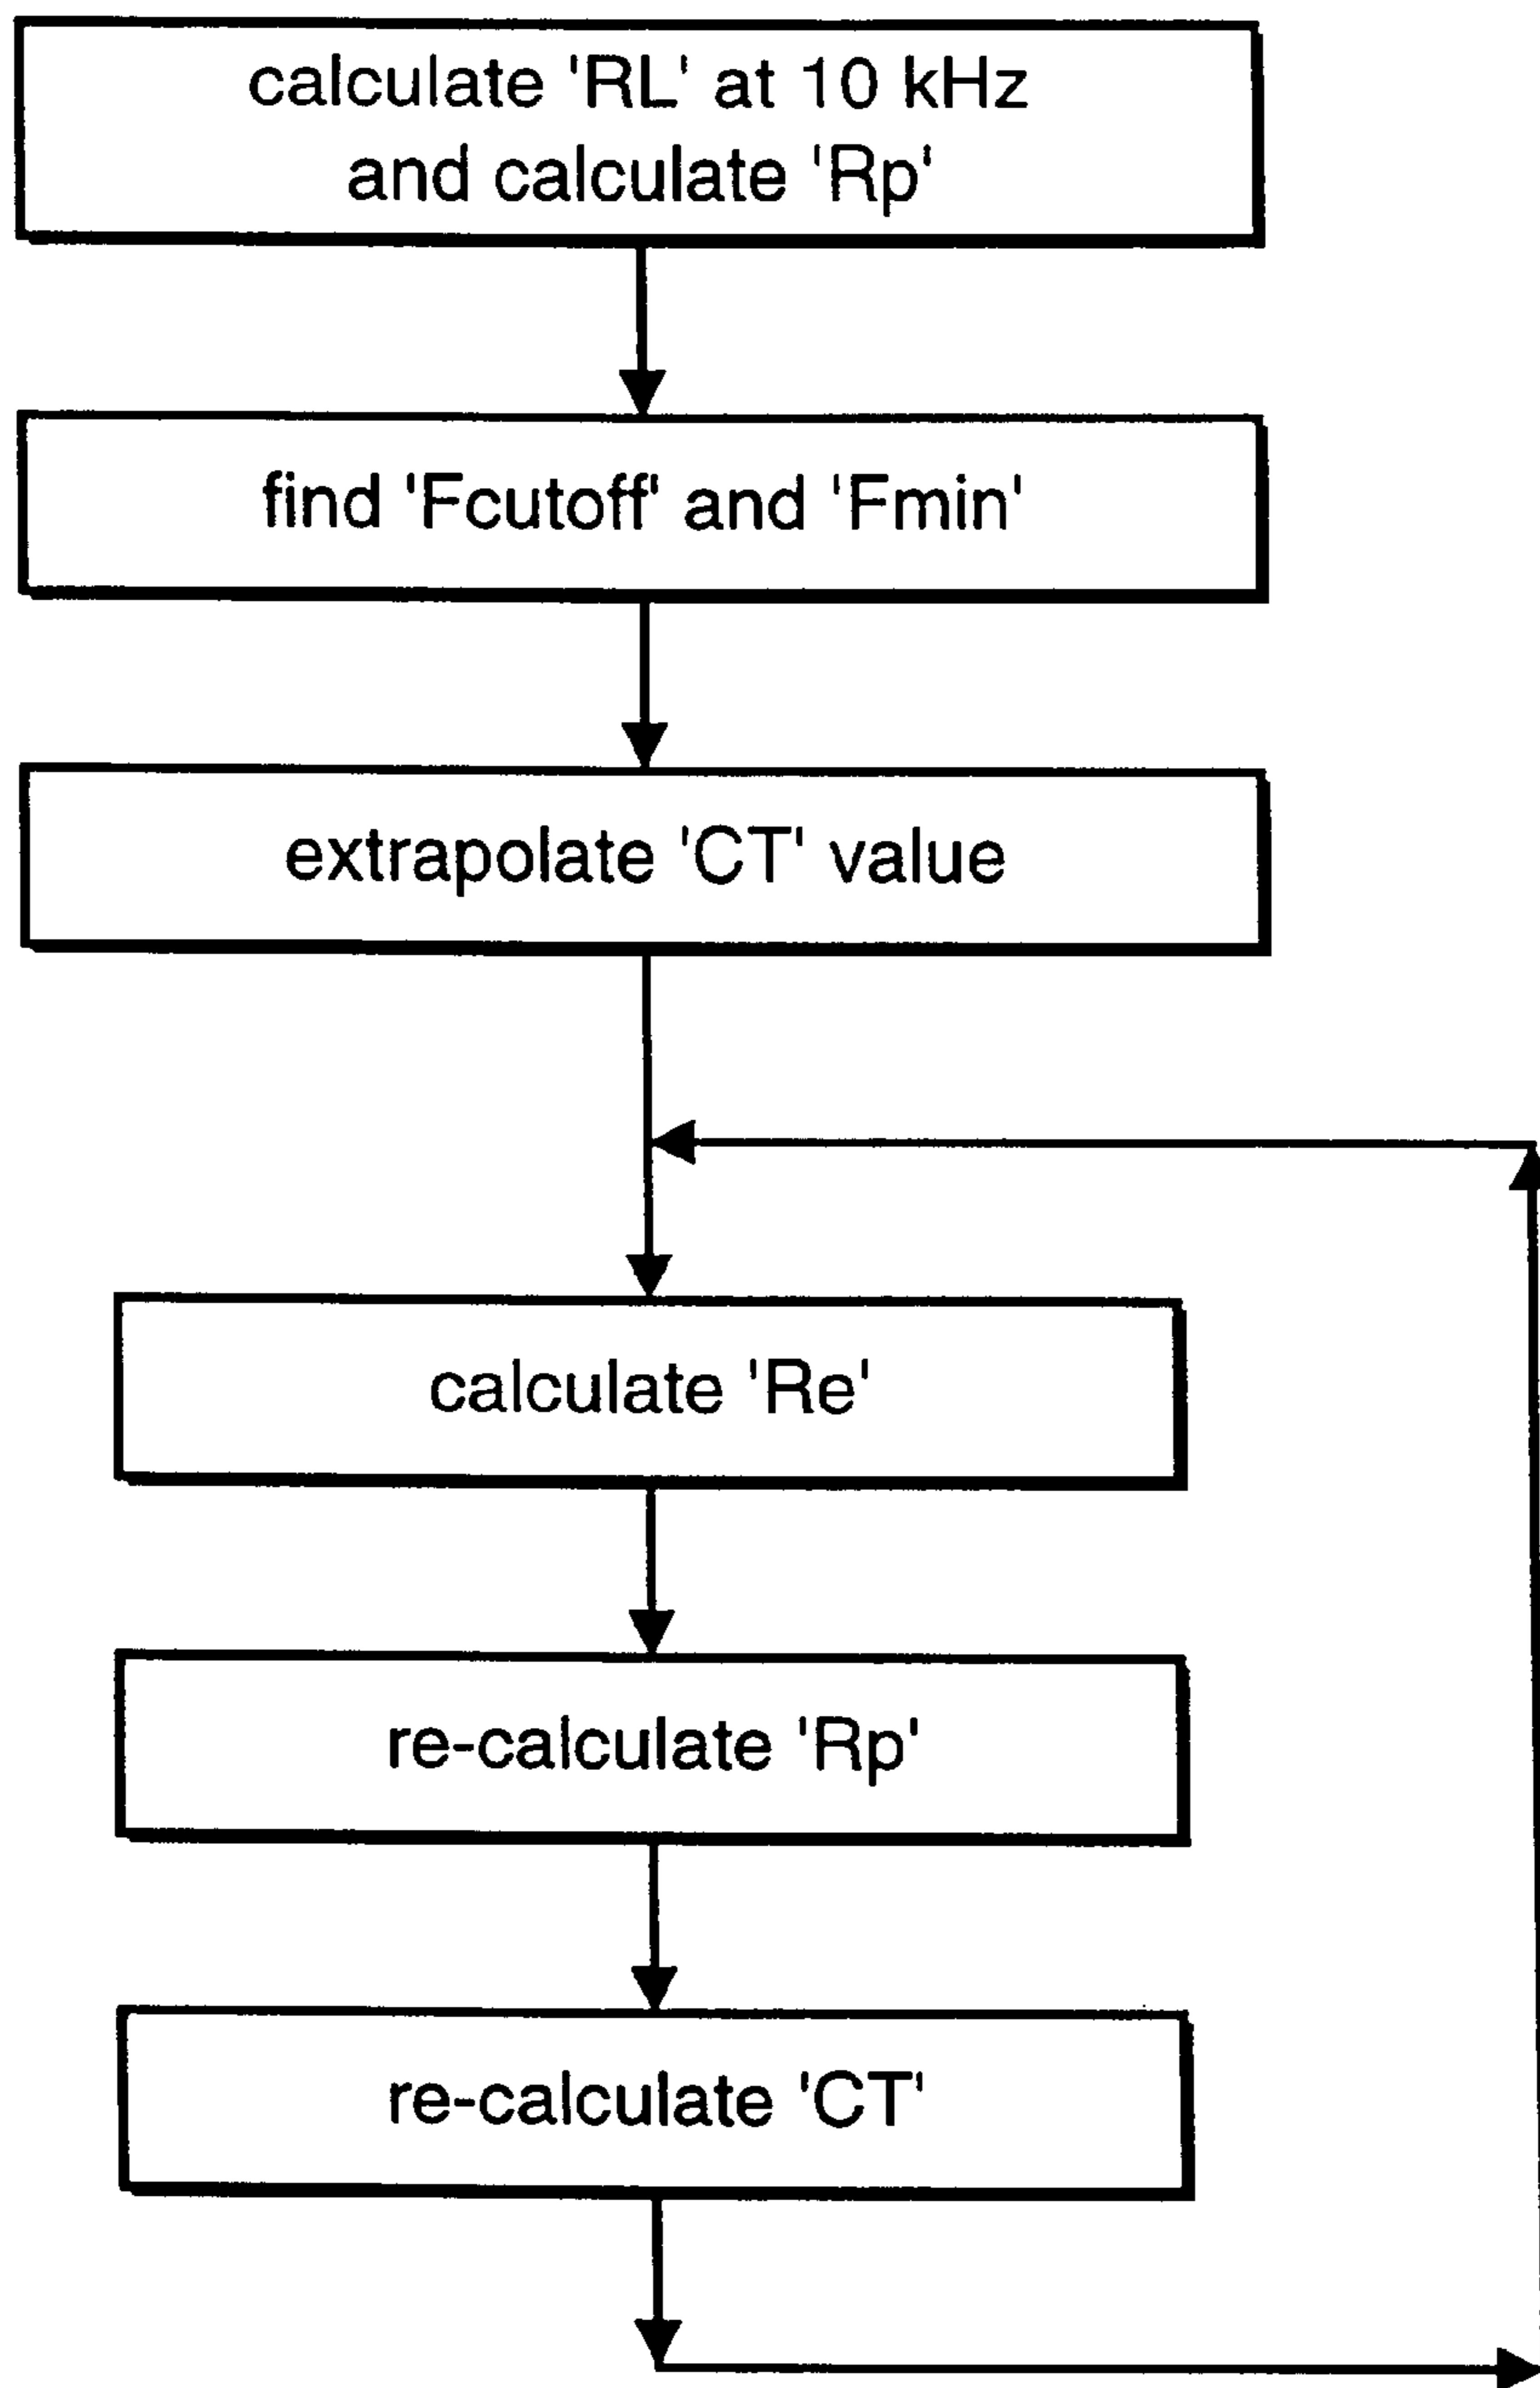 calculate 'RL' at 10 kHz
and calculate 'Rp'
find 'Fcutoff' and 'Fmin'
extrapolate 'CT' value
calculate 'Re'
re-calculate 'Rp'
re-calculate 'CT'